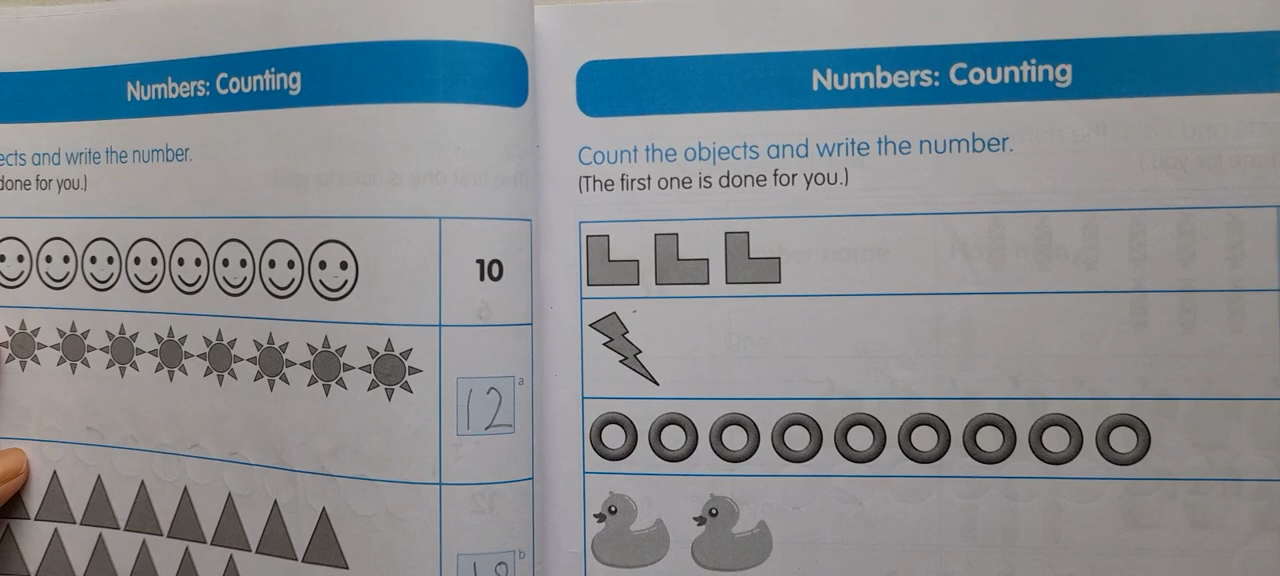 Numbers: Counting
ects and write the number.
done for you.)
10
12
a
b
Numbers: Counting
Count the objects and write the number.
(The first one is done for you.)